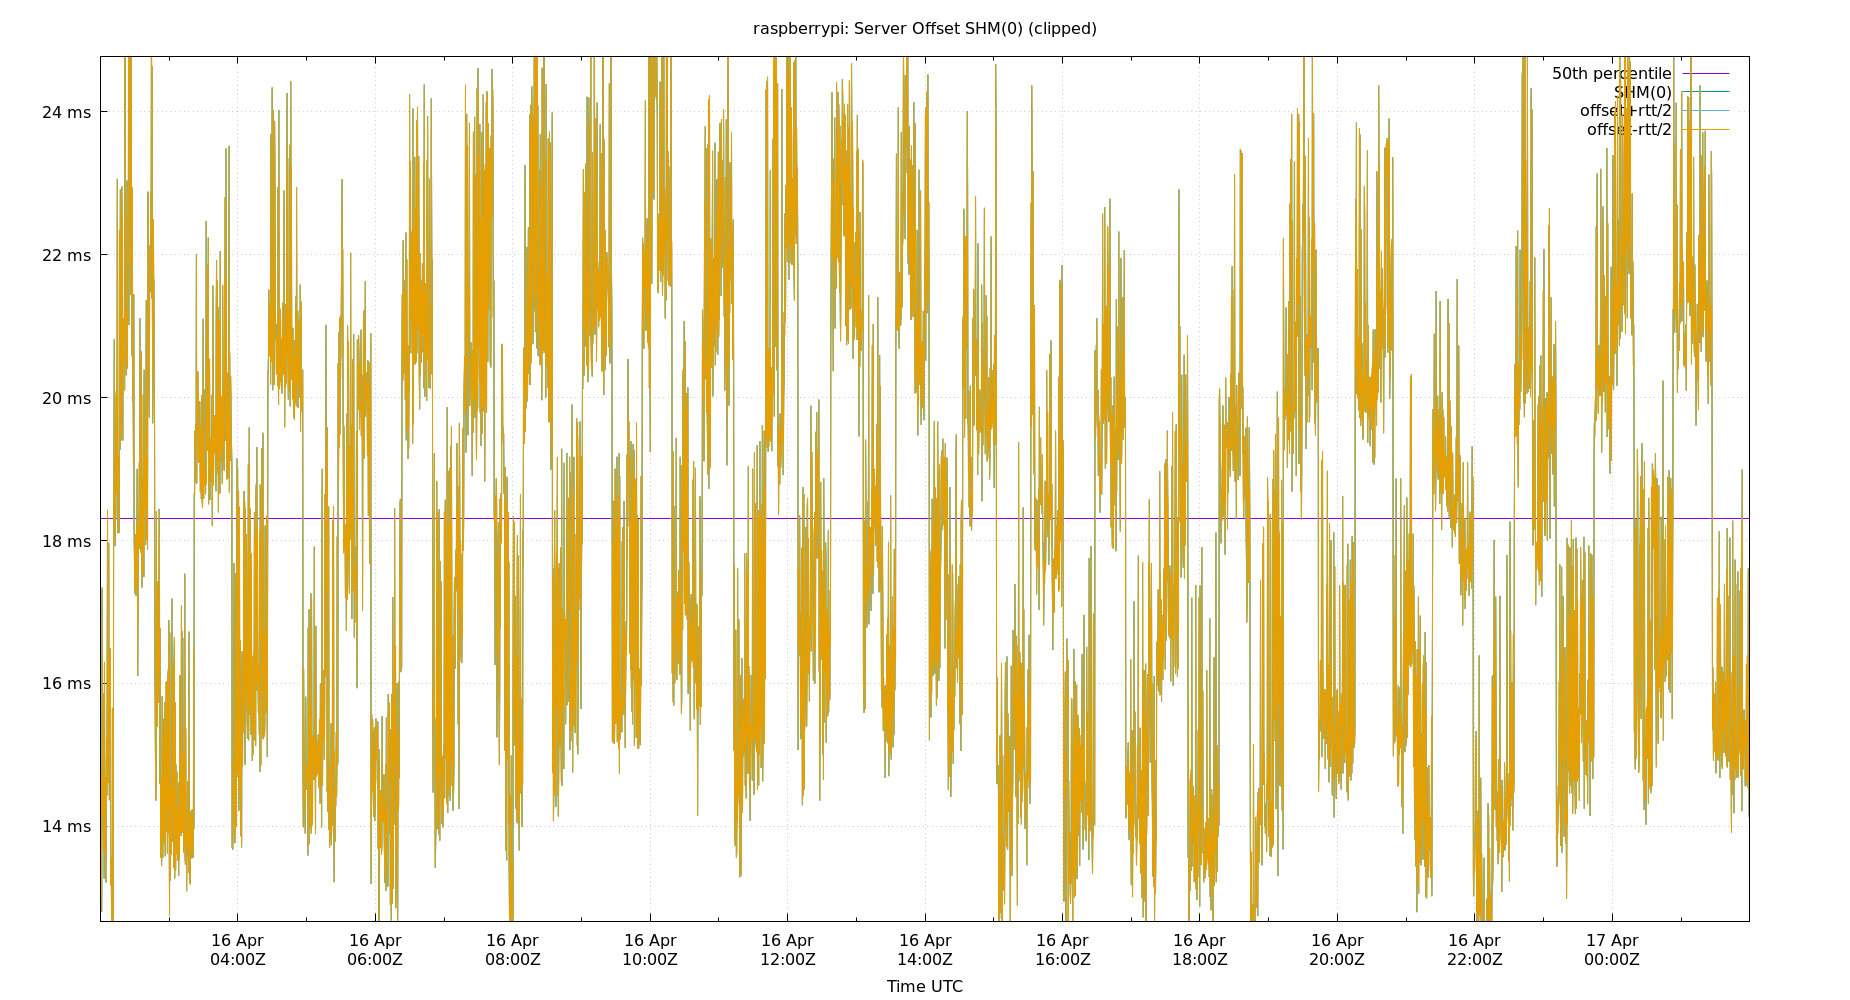 raspberrypi: Server Offset SHM(0) (clipped)
50th percentile
SHM(0)
offset+rtt/2
offset-rtt/2
24 ms
22 ms
20 ms
18 ms
16 ms
14 ms
16 Apr 16 Apr 16 Apr 16 Apr 16 Apr 16 Apr 16 Apr 16 Apr 16 Apr 16 Apr 17 Apr
04:00Z 06:00Z 08:00Z 10:00Z 12:00Z 14:00Z 16:00Z 18:00Z 20:00Z 22:00Z 00:00Z
Time UTC